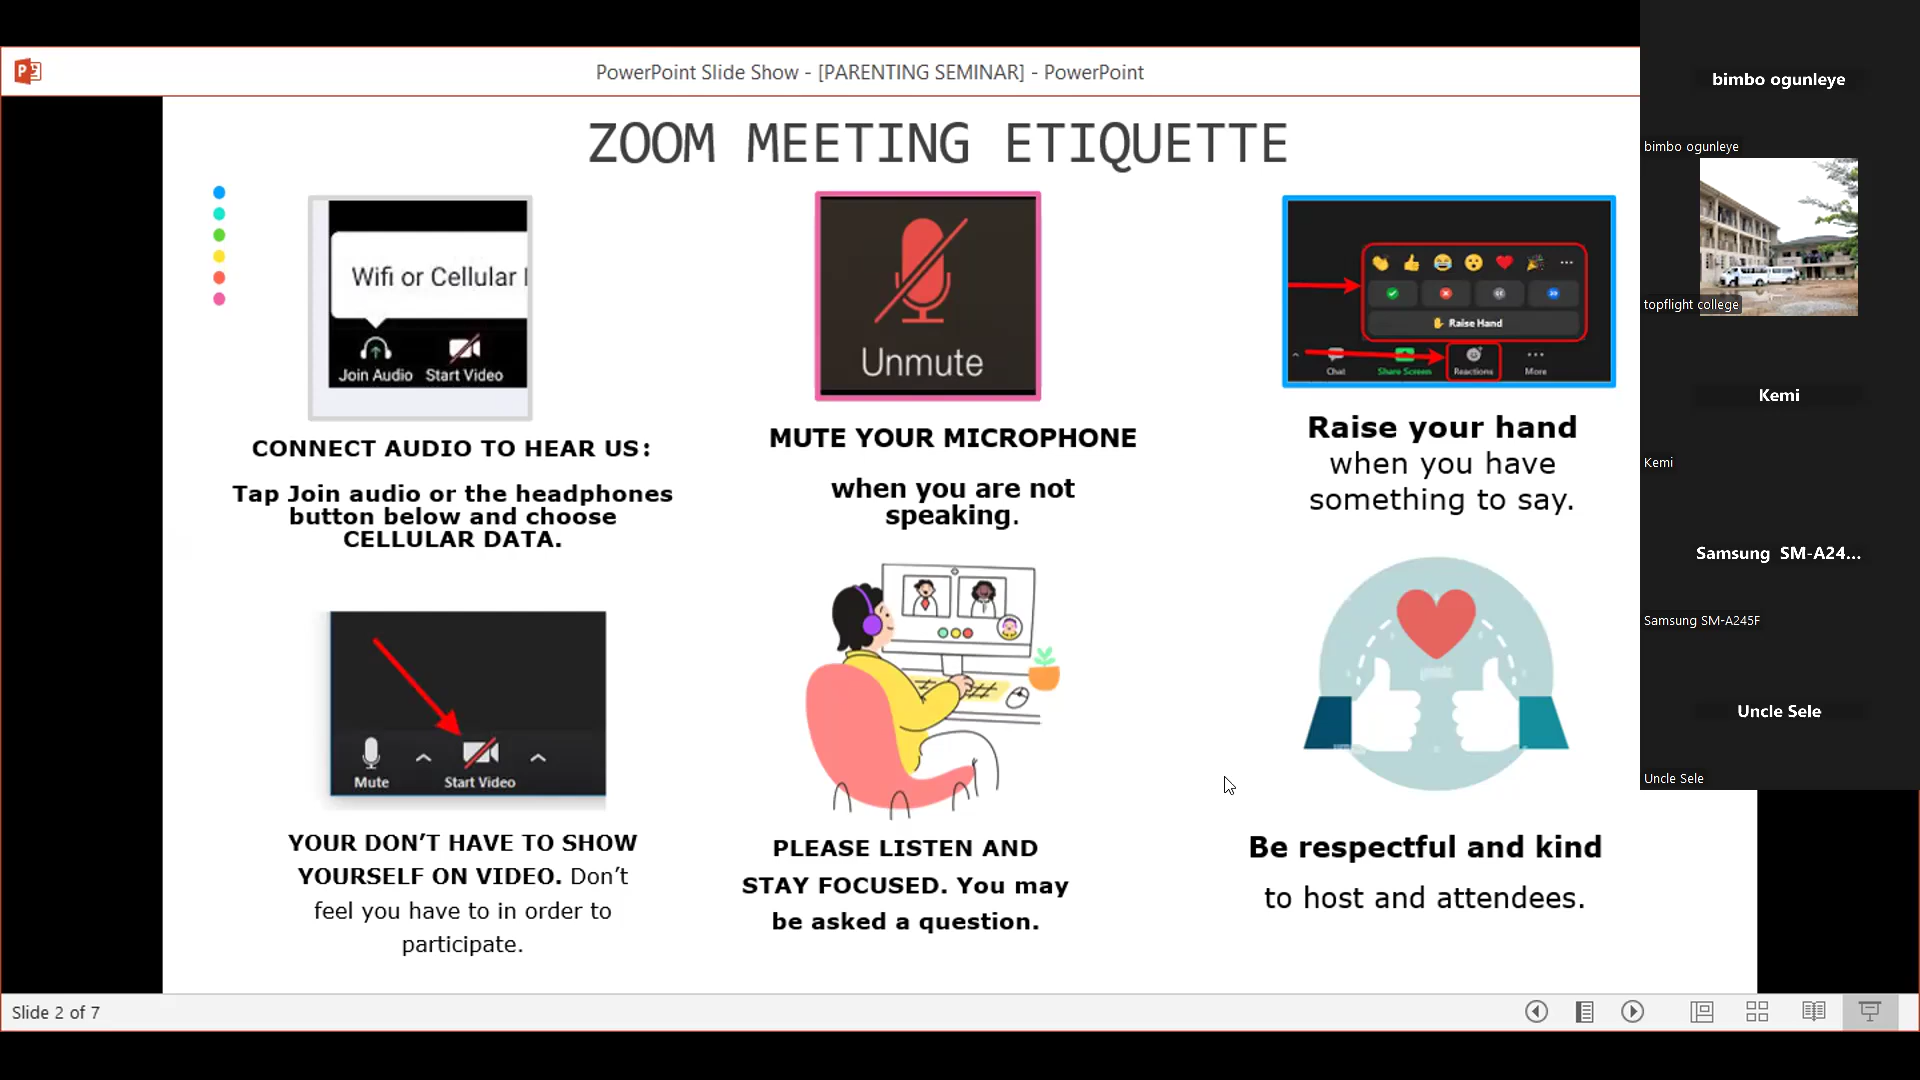 PowerPoint Slide Show - [PARENTING SEMINAR] - PowerPoint
ZOOM MEETING ETIQUETTE
Wifi or Cellular
Join Audio
Start Video
CONNECT AUDIO TO HEAR US:
Tap Join audio or the headphones
button below and choose
CELLULAR DATA.
Unmute
MUTE YOUR MICROPHONE
when you are not
speaking.
Raise Hand
Chat
Share Screen
Reactions
More
Raise your hand
when you have
something to say.
Mute
Start Video
YOUR DON’T HAVE TO SHOW
YOURSELF ON VIDEO. Don’t
feel you have to in order to
participate.
PLEASE LISTEN AND
STAY FOCUSED. You may
be asked a question.
Be respectful and kind
to host and attendees.
bimbo ogunleye
bimbo ogunleye
topflight college
Kemi
Kemi
Samsung SM-A24...
Samsung SM-A245F
Uncle Sele
Uncle Sele
Slide 2 of 7